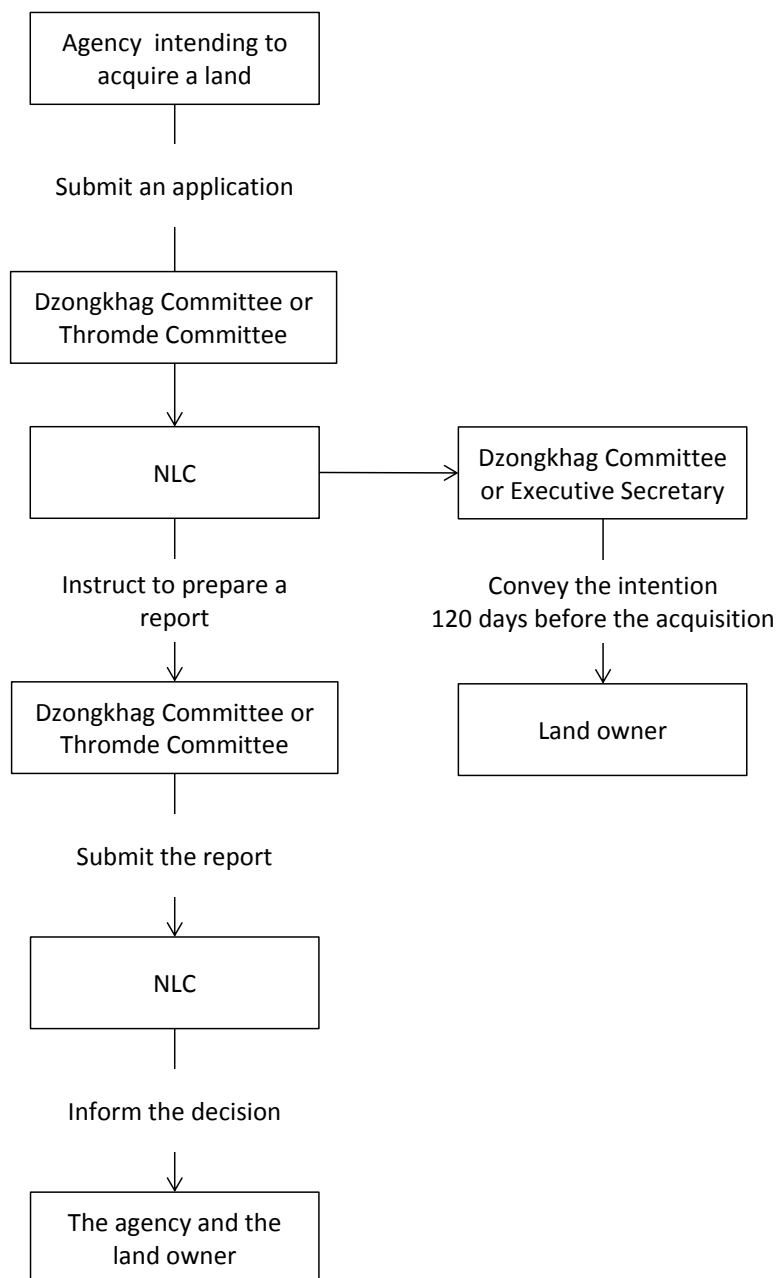 Agency intending to
acquire a land
Submit an application
Dzongkhag Committee or
Thromde Committee
NLC
Dzongkhag Committee
or Executive Secretary
Instruct to prepare a
report
Convey the intention
120 days before the acquisition
Dzongkhag Committee or
Thromde Committee
Land owner
Submit the report
NLC
Inform the decision
The agency and the
land owner